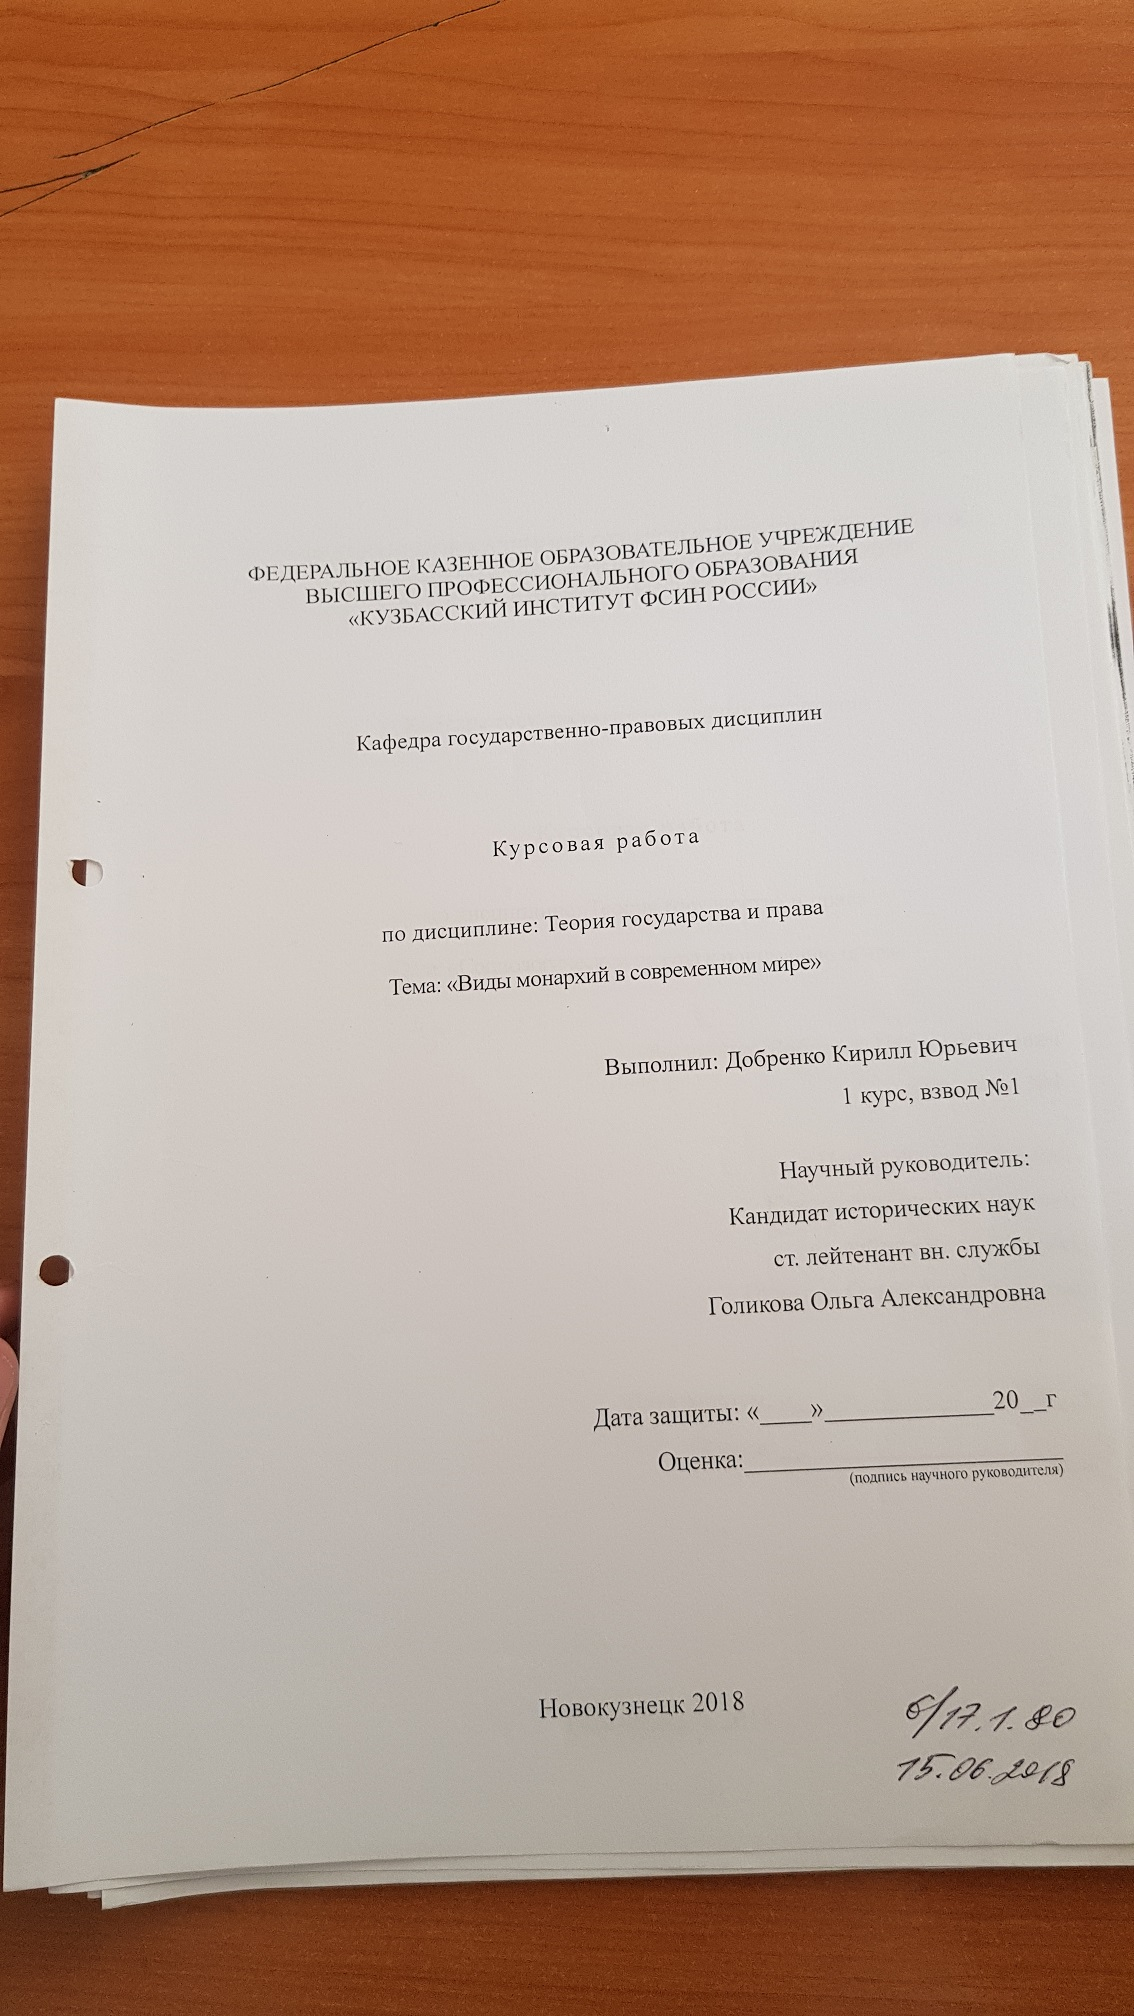 ФЕДЕРАЛЬНОЕ КАЗЕННОЕ ОБРАЗОВАТЕЛЬНОЕ УЧРЕЖДЕНИЕ
ВЫСШЕГО ПРОФЕССИОНАЛЬНОГО ОБРАЗОВАНИЯ
«КУЗБАССКИЙ ИНСТИТУТ ФСИН РОССИИ»
Кафедра государственно-правовых дисциплин
Курсовая работа
по дисциплине: Теория государства и права
Тема: «Виды монархий в современном мире»
Выполнил: Добренко Кирилл Юрьевич
1 курс, взвод №1
Научный руководитель:
Кандидат исторических наук
ст. лейтенант вн. службы
Голикова Ольга Александровна
Дата защиты: «____»_____________20__г
Оценка:_________________________
(подпись научного руководителя)
Новокузнецк 2018
б/17.1.80
15.06.2018